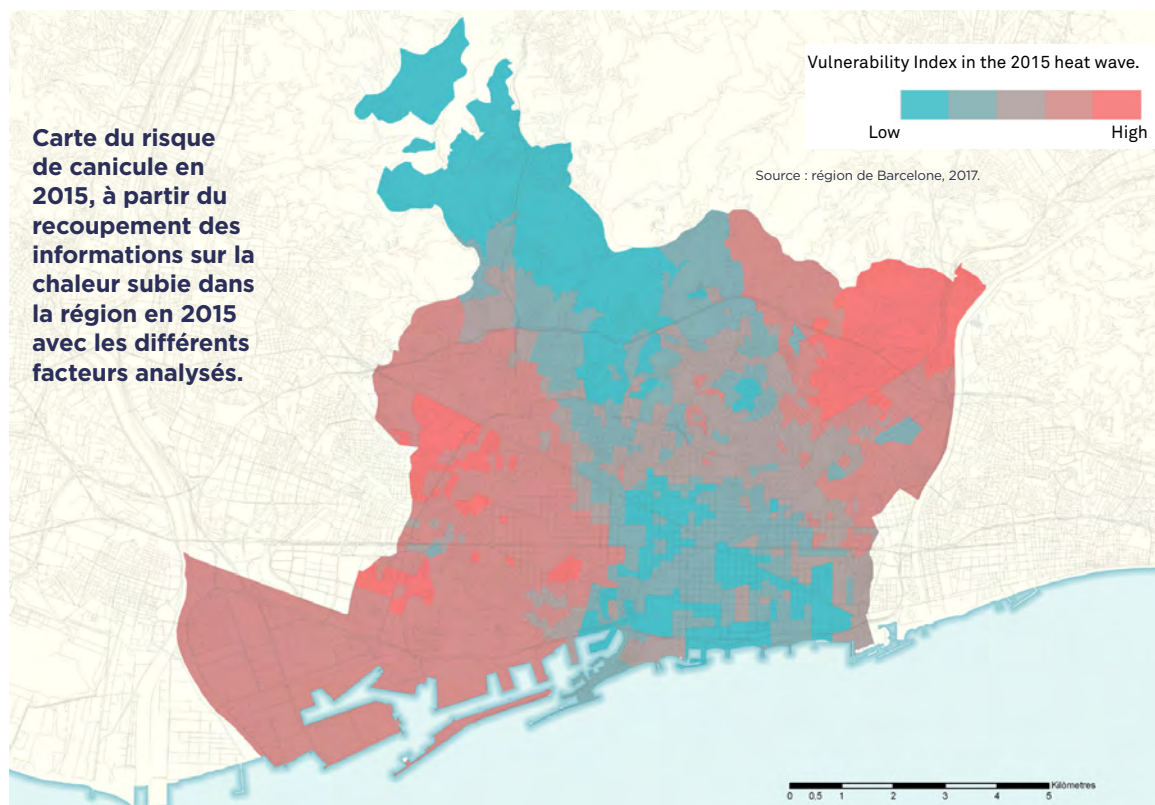 Carte du risque
de canicule en
2015, à partir du
recoupement des
informations sur la
chaleur subie dans
la région en 2015
avec les différents
facteurs analysés.
Vulnerability Index in the 2015 heat wave.
Low
High
Source : région de Barcelone, 2017.
Kilòmetres
0 0,5 1 2 3 4 5